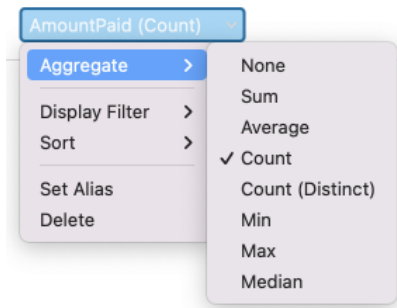 AmountPaid (Count)
Aggregate
Display Filter
Sort
Set Alias
Delete
None
Sum
Average
✓ Count
Count (Distinct)
Min
Max
Median